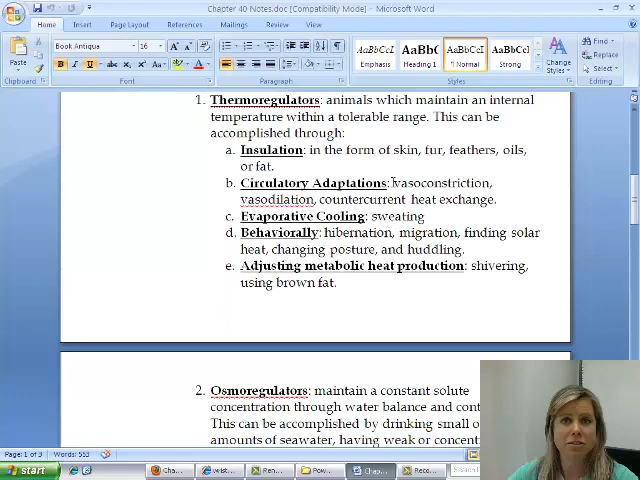 Chapter 40 Notes.doc [Compatibility Mode] - Microsoft Word
Home Insert Page Layout References Mailings Review View
Book Antiqua 16
Paste
AaBbCcI AaBbC AaBbCcI AaBbCcI
Emphasis Heading 1 ¶ Normal Strong
Change Styles
Find
Replace
Select
Clipboard Font Paragraph Styles Editing
1. Thermoregulators: animals which maintain an internal
temperature within a tolerable range. This can be
accomplished through:
a. Insulation: in the form of skin, fur, feathers, oils,
or fat.
b. Circulatory Adaptations: vasoconstriction,
vasodilation, countercurrent heat exchange.
c. Evaporative Cooling: sweating
d. Behaviorally: hibernation, migration, finding solar
heat, changing posture, and huddling.
e. Adjusting metabolic heat production: shivering,
using brown fat.
2. Osmoregulators: maintain a constant solute
concentration through water balance and
This can be accomplished by drinking small
amounts of seawater, having weak or
Page: 1 of 3 Words: 553
start